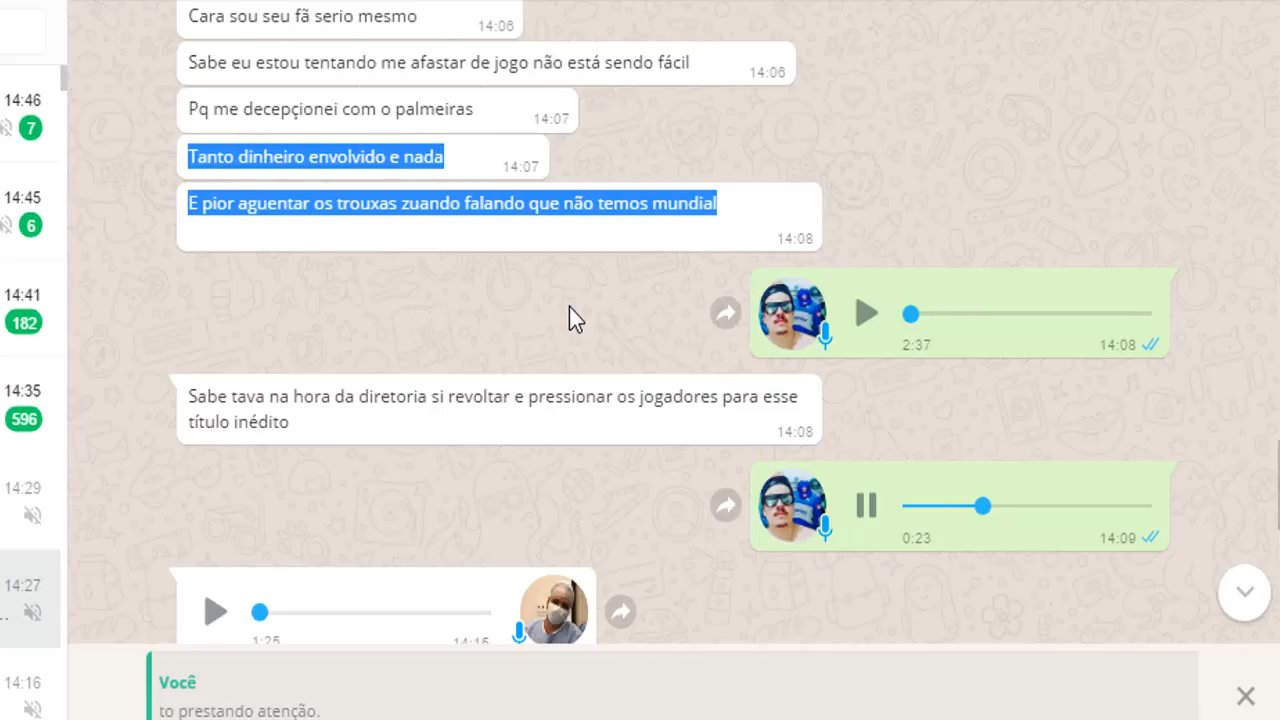 Cara sou seu fã serio mesmo
14:06
Sabe eu estou tentando me afastar de jogo não está sendo fácil
14:06
14:46
7
Pq me decepçionei com o palmeiras
14:07
Tanto dinheiro envolvido e nada
14:07
14:45
6
E pior aguentar os trouxas zuando falando que não temos mundial
14:08
14:41
182
2:37
14:08
14:35
596
Sabe tava na hora da diretoria si revoltar e pressionar os jogadores para esse
título inédito
14:08
14:29
0:23
14:09
14:27
..
1:25
14:15
14:16
Você
to prestando atenção.